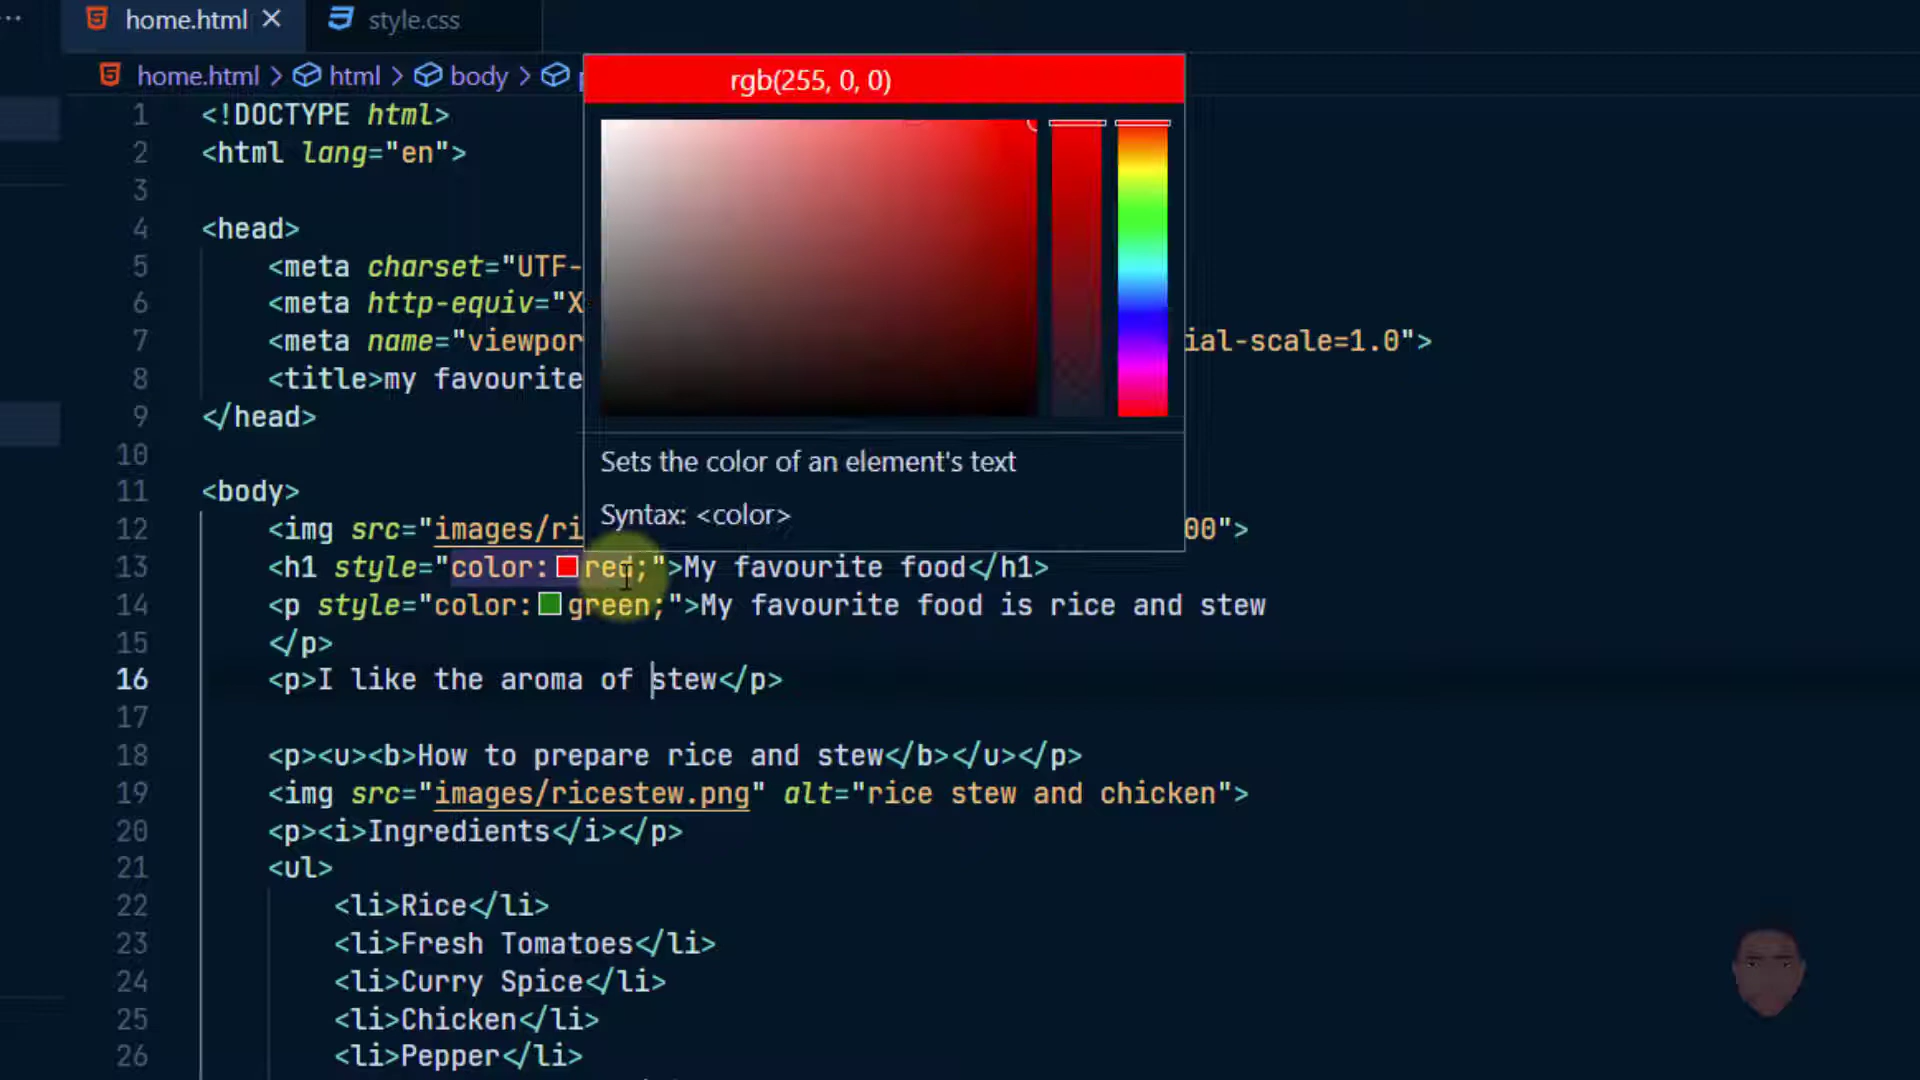 home.html style.css
home.html > html > body >
rgb(255, 0, 0)
1 <!DOCTYPE html>
2 <html lang="en">
3
4 <head>
5 <meta charset="UTF-
6 <meta http-equiv="X
7 <meta name="viewpor ial-scale=1.0">
8 <title>my favourite
9 </head>
10
Sets the color of an element's text
11 <body>
Syntax: <color>
12 <img src="images/ri 00">
13 <h1 style="color:red;">My favourite food</h1>
14 <p style="color:green;">My favourite food is rice and stew
15 </p>
16 <p>I like the aroma of stew</p>
17
18 <p><u><b>How to prepare rice and stew</b></u></p>
19 <img src="images/ricestew.png" alt="rice stew and chicken">
20 <p><i>Ingredients</i></p>
21 <ul>
22 <li>Rice</li>
23 <li>Fresh Tomatoes</li>
24 <li>Curry Spice</li>
25 <li>Chicken</li>
26 <li>Pepper</li>